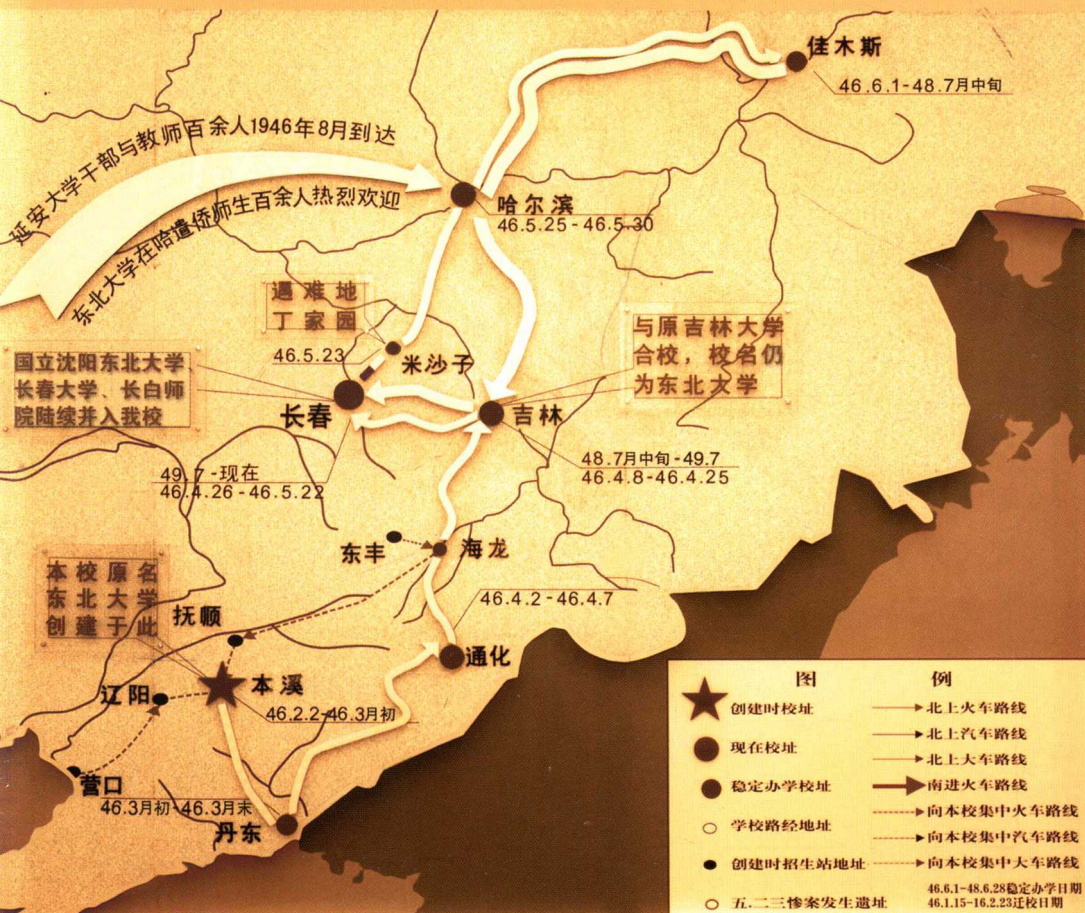 佳木斯
46.6.1-48.7月中旬
延安大学干部与教师百余人1946年8月到达
东北大学在哈遣侨师生百余人热烈欢迎
哈尔滨
46.5.25-46.5.30
遇难地
丁家园
46.5.23
米沙子
国立沈阳东北大学
长春大学、长白师
院陆续并入我校
长春
与原吉林大学
合校，校名仍
为东北大学
吉林
49.7-现在
46.4.26-46.5.22
48.7月中旬-49.7
46.4.8-46.4.25
东丰
海龙
46.4.2-46.4.7
本校原名
东北大学
创建于此
抚顺
通化
辽阳
本溪
46.2.2-46.3月初
营口
46.3月初-46.3月末
丹东
图 例
创建时校址
北上火车路线
现在校址
北上汽车路线
北上大车路线
稳定办学校址
南进火车路线
向本校集中火车路线
学校路经地址
向本校集中汽车路线
创建时招生站地址
向本校集中大车路线
五.二三惨案发生遗址
46.6.1-48.6.28稳定办学日期
46.1.15-16.2.23迁校日期